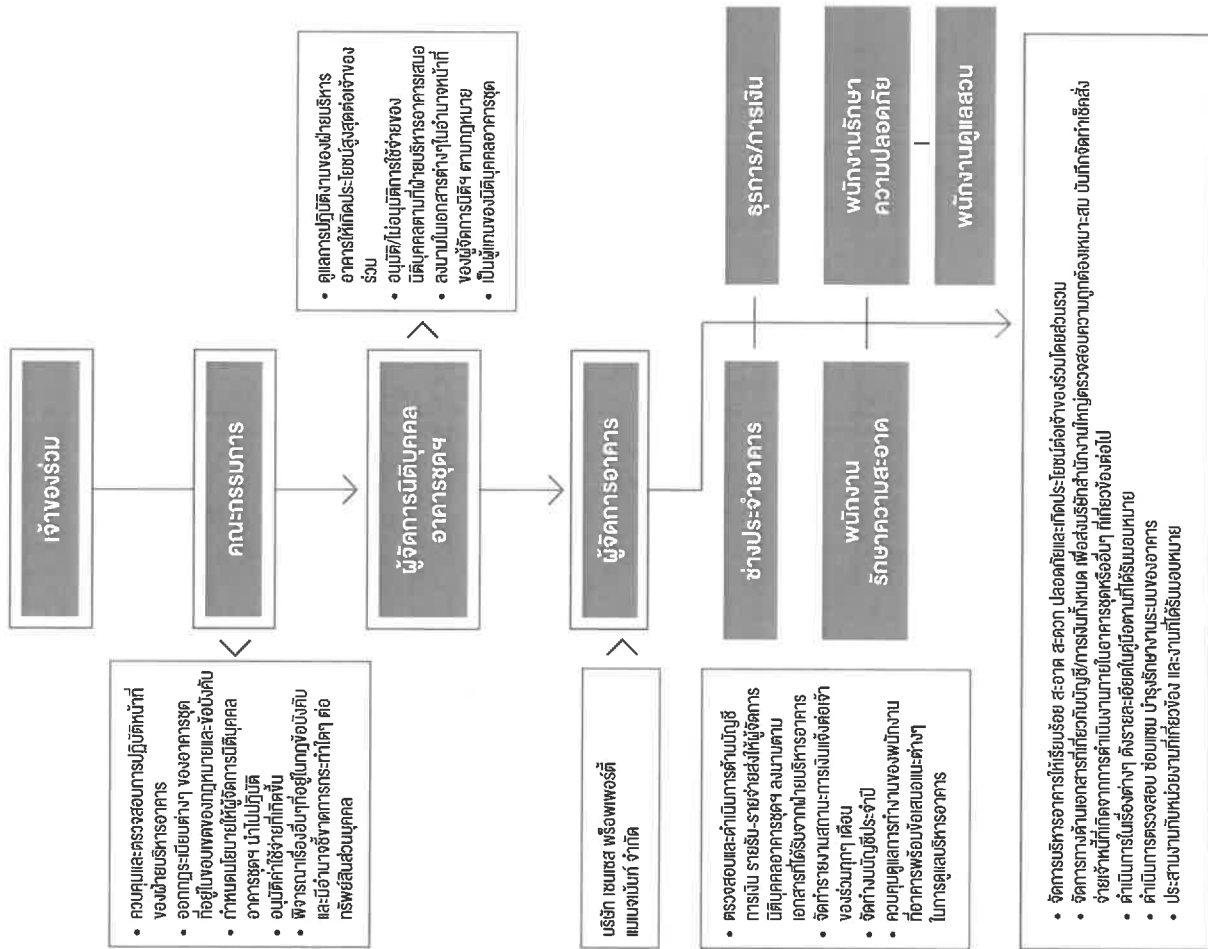 เจ้าของร่วม
คณะกรรมการ
• ควบคุมและตรวจสอบการปฏิบัติหน้าที่
ของฝ่ายบริหารอาคาร
• ออกกฎระเบียบต่างๆ ของอาคารชุด
ที่อยู่ในขอบเขตของกฎหมายและข้อบังคับ
• กำหนดนโยบายให้ผู้จัดการนิติบุคคล
อาคารชุดฯ นำไปปฏิบัติ
• อนุมัติค่าใช้จ่ายที่เกิดขึ้น
• พิจารณาเรื่องอื่นๆที่อยู่ในกฎข้อบังคับ
และมีอำนาจชี้ขาดการกระทำใดๆ ต่อ
ทรัพย์สินส่วนบุคคล
ผู้จัดการนิติบุคคล
อาคารชุดฯ
• ดูแลการปฏิบัติงานของฝ่ายบริหาร
อาคารให้เกิดประโยชน์สูงสุดต่อเจ้าของ
ร่วม
• อนุมัติ/ไม่อนุมัติการใช้จ่ายของ
นิติบุคคลตามที่ฝ่ายบริหารอาคารเสนอ
• ลงนามในเอกสารต่างๆในอำนาจหน้าที่
ของผู้จัดการนิติฯ ตามกฎหมาย
• เป็นผู้แทนของนิติบุคคลอาคารชุด
ผู้จัดการอาคาร
บริษัท เซนเซส พร็อพเพอร์ตี้
แมเนจเม้นท์ จำกัด
• ตรวจสอบและดำเนินการด้านบัญชี
การเงิน รายรับ-รายจ่ายส่งให้ผู้จัดการ
นิติบุคคลอาคารชุดฯ ลงนามตาม
เอกสารที่ได้รับจากฝ่ายบริหารอาคาร
• จัดทำรายงานสถานะการเงินแจ้งต่อเจ้า
ของร่วมทุกๆ เดือน
• จัดทำงบบัญชีประจำปี
• ควบคุมดูแลการทำงานของพนักงาน
ที่อาคารพร้อมข้อเสนอแนะต่างๆ
ในการดูแลบริหารอาคาร
ช่างประจำอาคาร
ธุรการ/การเงิน
พนักงาน
รักษาความสะอาด
พนักงานรักษา
ความปลอดภัย
พนักงานดูแลสวน
• จัดการบริหารอาคารให้เรียบร้อย สะอาด สะดวก ปลอดภัยและเกิดประโยชน์ต่อเจ้าของร่วมโดยส่วนรวม
• จัดการทางด้านเอกสารที่เกี่ยวกับบัญชี/การเงินทั้งหมด เพื่อส่งบริษัทสำนักงานใหญ่ตรวจสอบความถูกต้องเหมาะสม บันทึกจัดทำเช็คสั่ง
จ่ายเจ้าหนี้ที่เกิดจากการดำเนินงานภายในอาคารชุดหรืออื่นๆ ที่เกี่ยวข้องต่อไป
• ดำเนินการในเรื่องต่างๆ ดังรายละเอียดในคู่มือตามที่ได้รับมอบหมาย
• ดำเนินการตรวจสอบ ซ่อมแซม บำรุงรักษางานระบบของอาคาร
• ประสานงานกับหน่วยงานที่เกี่ยวข้อง และงานที่ได้รับมอบหมาย